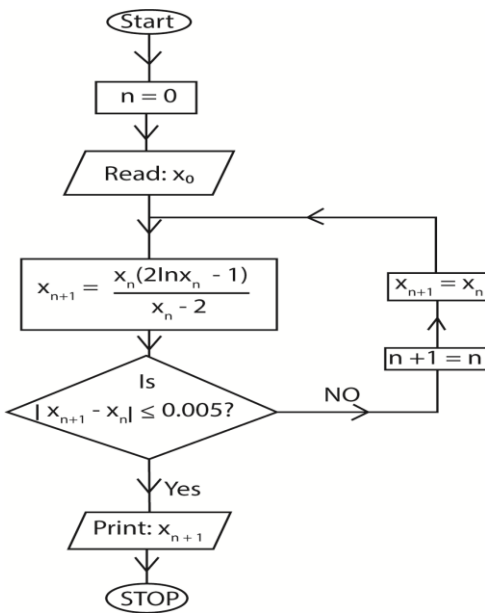 Start
n = 0
Read: x₀
xₙ₊₁ = xₙ(2lnxₙ - 1) / xₙ - 2
xₙ₊₁ = xₙ
n +1 = n
Is
| xₙ₊₁ - xₙ| ≤ 0.005?
NO
Yes
Print: xₙ ₊ ₁
STOP